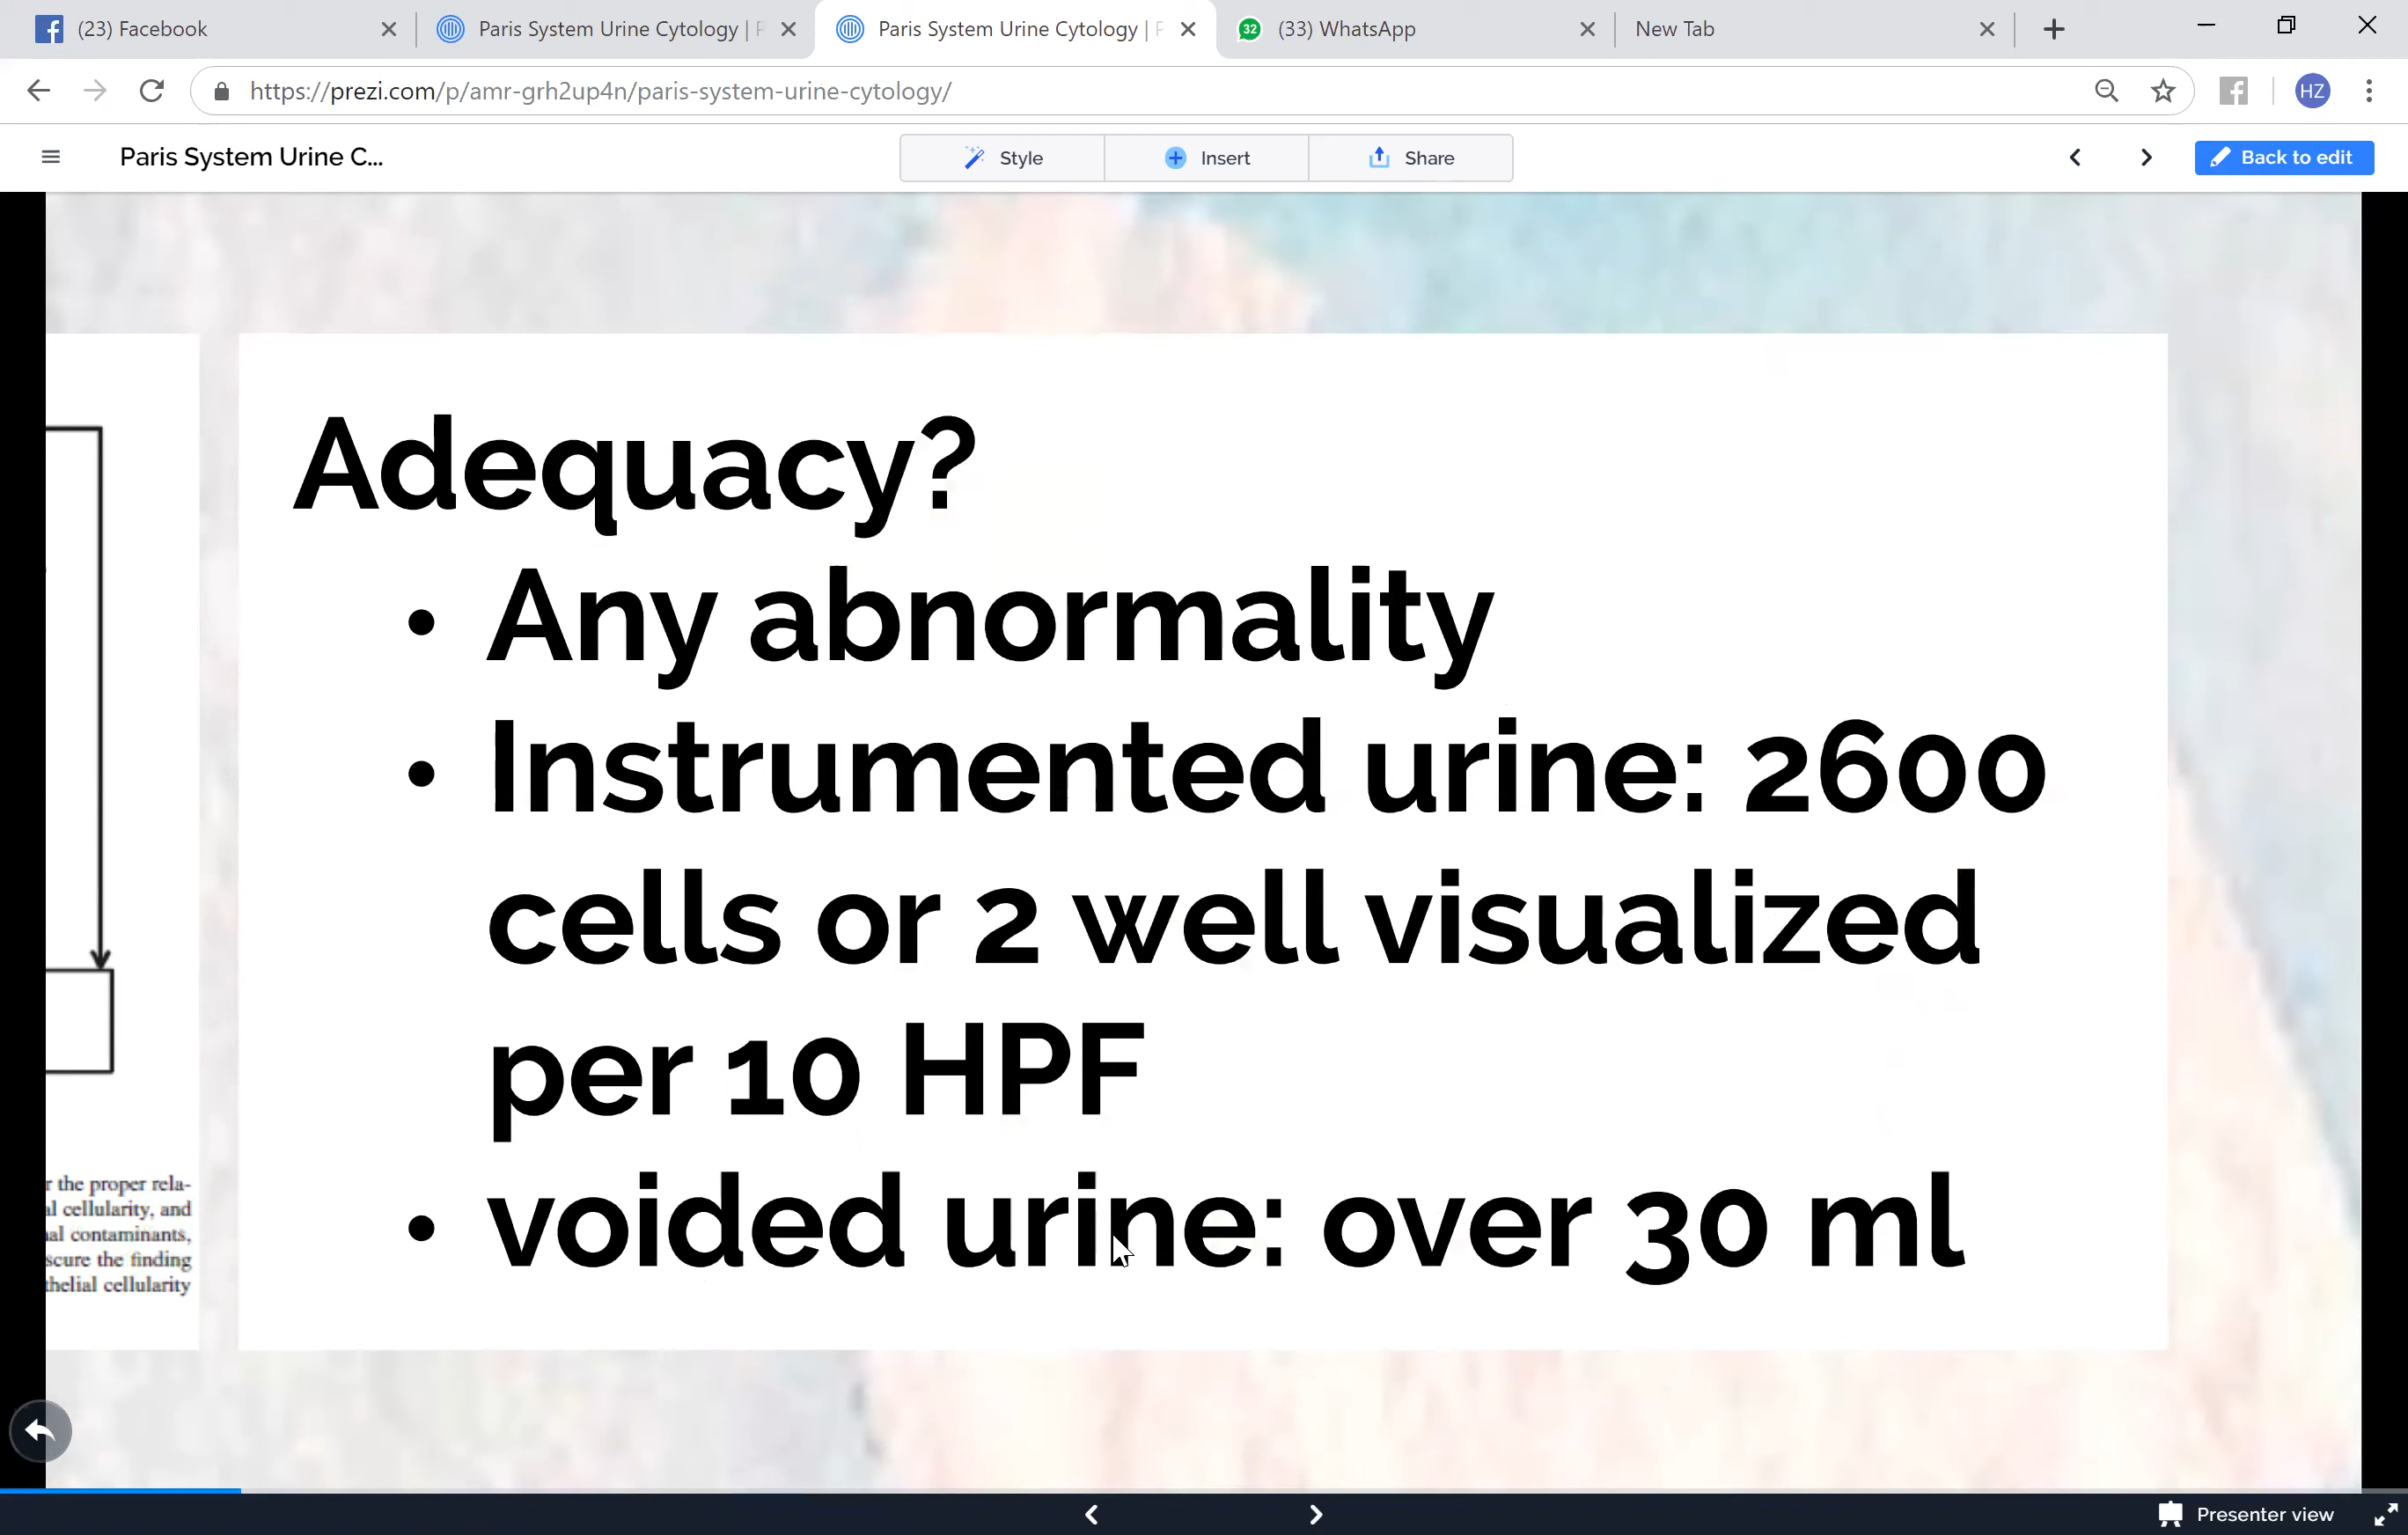 (23) Facebook
Paris System Urine Cytology | P
Paris System Urine Cytology | P
32
(33) WhatsApp
New Tab
https://prezi.com/p/amr-grh2up4n/paris-system-urine-cytology/
HZ
Paris System Urine C...
Style
Insert
Share
Back to edit
Adequacy?
• Any abnormality
• Instrumented urine: 2600
cells or 2 well visualized
per 10 HPF
• voided urine: over 30 ml
r the proper rela-
al cellularity, and
al contaminants,
scure the finding
thelial cellularity
Presenter view